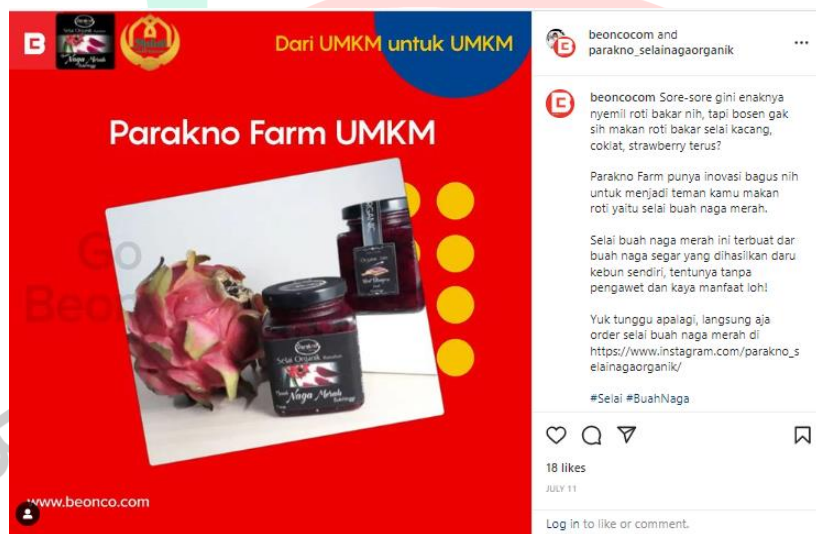 Dari UMKM untuk UMKM
Parakno Farm UMKM
Go
Selai Organik
Naga Merah
www.beonco.com
beoncocom and
parakno_selainagaorganik
beoncocom Sore-sore gini enaknya
nyemil roti bakar nih, tapi bosen gak
sih makan roti bakar selai kacang,
coklat, strawberry terus?
Parakno Farm punya inovasi bagus nih
untuk menjadi teman kamu makan
roti yaitu selai buah naga merah.
Selai buah naga merah ini terbuat dar
buah naga segar yang dihasilkan daru
kebun sendiri, tentunya tanpa
pengawet dan kaya manfaat loh!
Yuk tunggu apalagi, langsung aja
order selai buah naga merah di
https://www.instagram.com/parakno_s
elainagaorganik/
#Selai #BuahNaga
18 likes
JULY 11
Log in to like or comment.